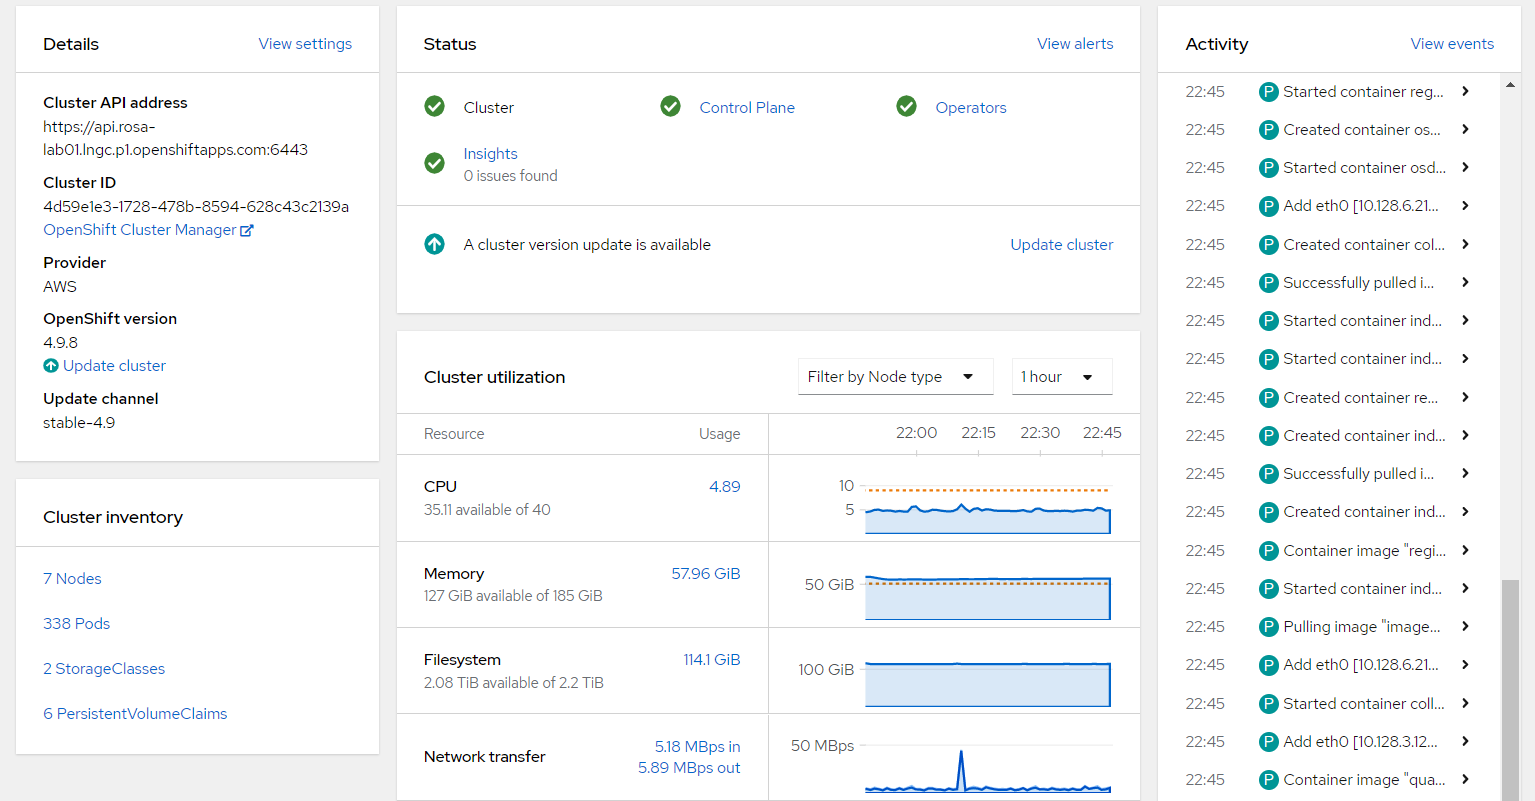 Details
View settings
Cluster API address
https://api.rosa-
lab01.lngc.p1.openshiftapps.com:6443
Cluster ID
4d59e1e3-1728-478b-8594-628c43c2139a
OpenShift Cluster Manager
Provider
AWS
OpenShift version
4.9.8
Update cluster
Update channel
stable-4.9
Cluster inventory
7 Nodes
338 Pods
2 StorageClasses
6 PersistentVolumeClaims
Status
View alerts
Cluster
Control Plane
Operators
Insights
0 issues found
A cluster version update is available
Update cluster
Cluster utilization
Filter by Node type
1 hour
Resource
Usage
22:00 22:15 22:30 22:45
CPU
4.89
35.11 available of 40
10
5
Memory
57.96 GiB
127 GiB available of 185 GiB
50 GiB
Filesystem
114.1 GiB
2.08 TiB available of 2.2 TiB
100 GiB
Network transfer
5.18 MBps in
5.89 MBps out
50 MBps
Activity
View events
22:45 P Started container reg...
22:45 P Created container os...
22:45 P Started container osd...
22:45 P Add eth0 [10.128.6.21...
22:45 P Created container col...
22:45 P Successfully pulled i...
22:45 P Started container ind...
22:45 P Started container ind...
22:45 P Created container re...
22:45 P Created container ind...
22:45 P Successfully pulled i...
22:45 P Created container ind...
22:45 P Container image "regi...
22:45 P Started container ind...
22:45 P Pulling image "image...
22:45 P Add eth0 [10.128.6.21...
22:45 P Started container coll...
22:45 P Add eth0 [10.128.3.12...
22:45 P Container image "qua...